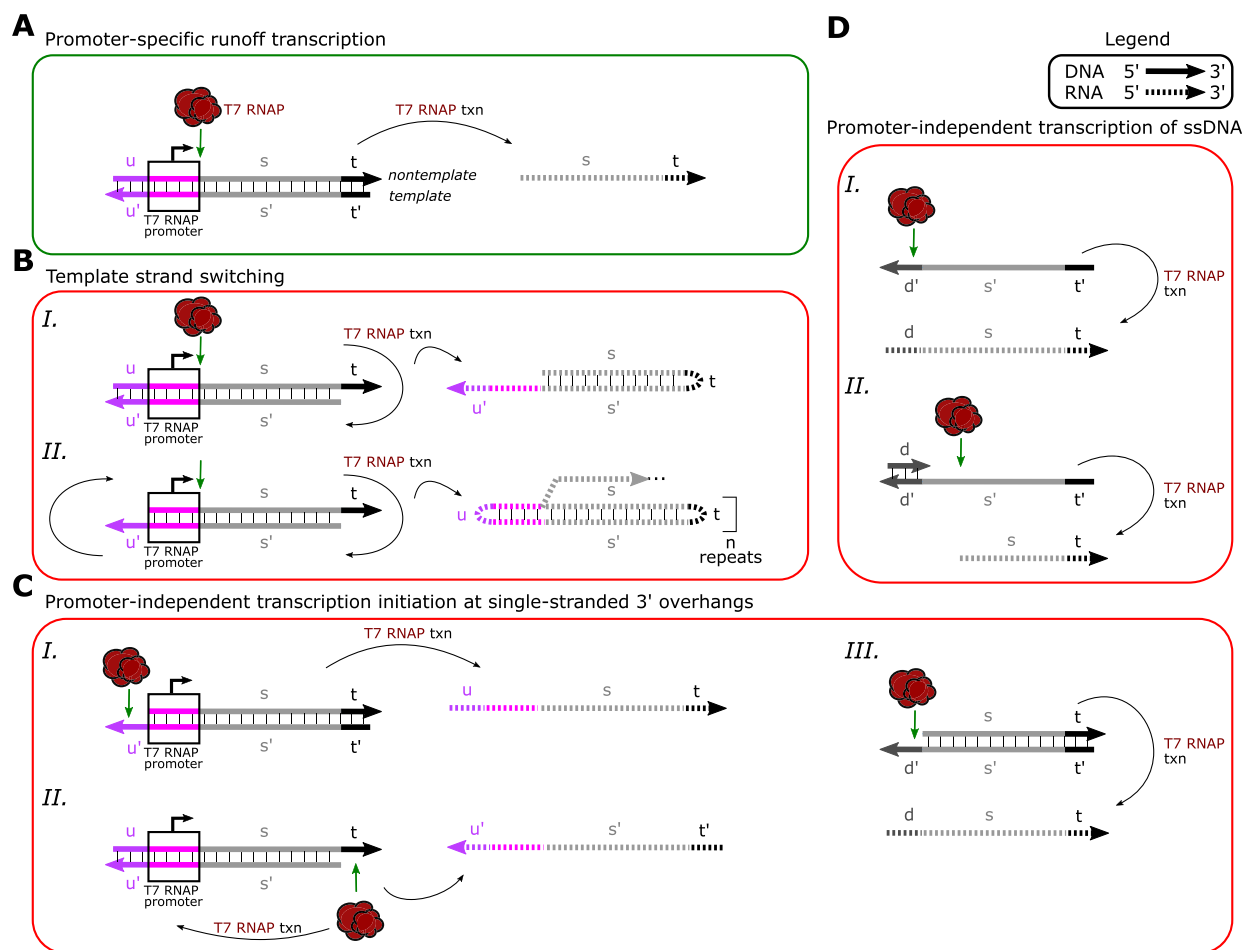 A
Promoter-specific runoff transcription
T7 RNAP
T7 RNAP txn
u
s
t
nontemplate
template
u'
s'
t'
T7 RNAP
promoter
s
t
B
Template strand switching
I.
T7 RNAP txn
u
s
t
u'
s'
T7 RNAP
promoter
s
t
u'
s'
II.
T7 RNAP txn
s
t
u'
s'
T7 RNAP
promoter
s
u
t
s'
n
repeats
C
Promoter-independent transcription initiation at single-stranded 3' overhangs
I.
T7 RNAP txn
s
t
u'
s'
t'
T7 RNAP
promoter
u
s
t
II.
u
s
t
u'
s'
T7 RNAP
promoter
T7 RNAP txn
u'
s'
t'
III.
s
t
d'
s'
t'
T7 RNAP
txn
d
s
t
D
Legend
DNA 5' 3'
RNA 5' 3'
Promoter-independent transcription of ssDNA
I.
d'
s'
t'
T7 RNAP
txn
d
s
t
II.
d
d'
s'
t'
T7 RNAP
txn
s
t